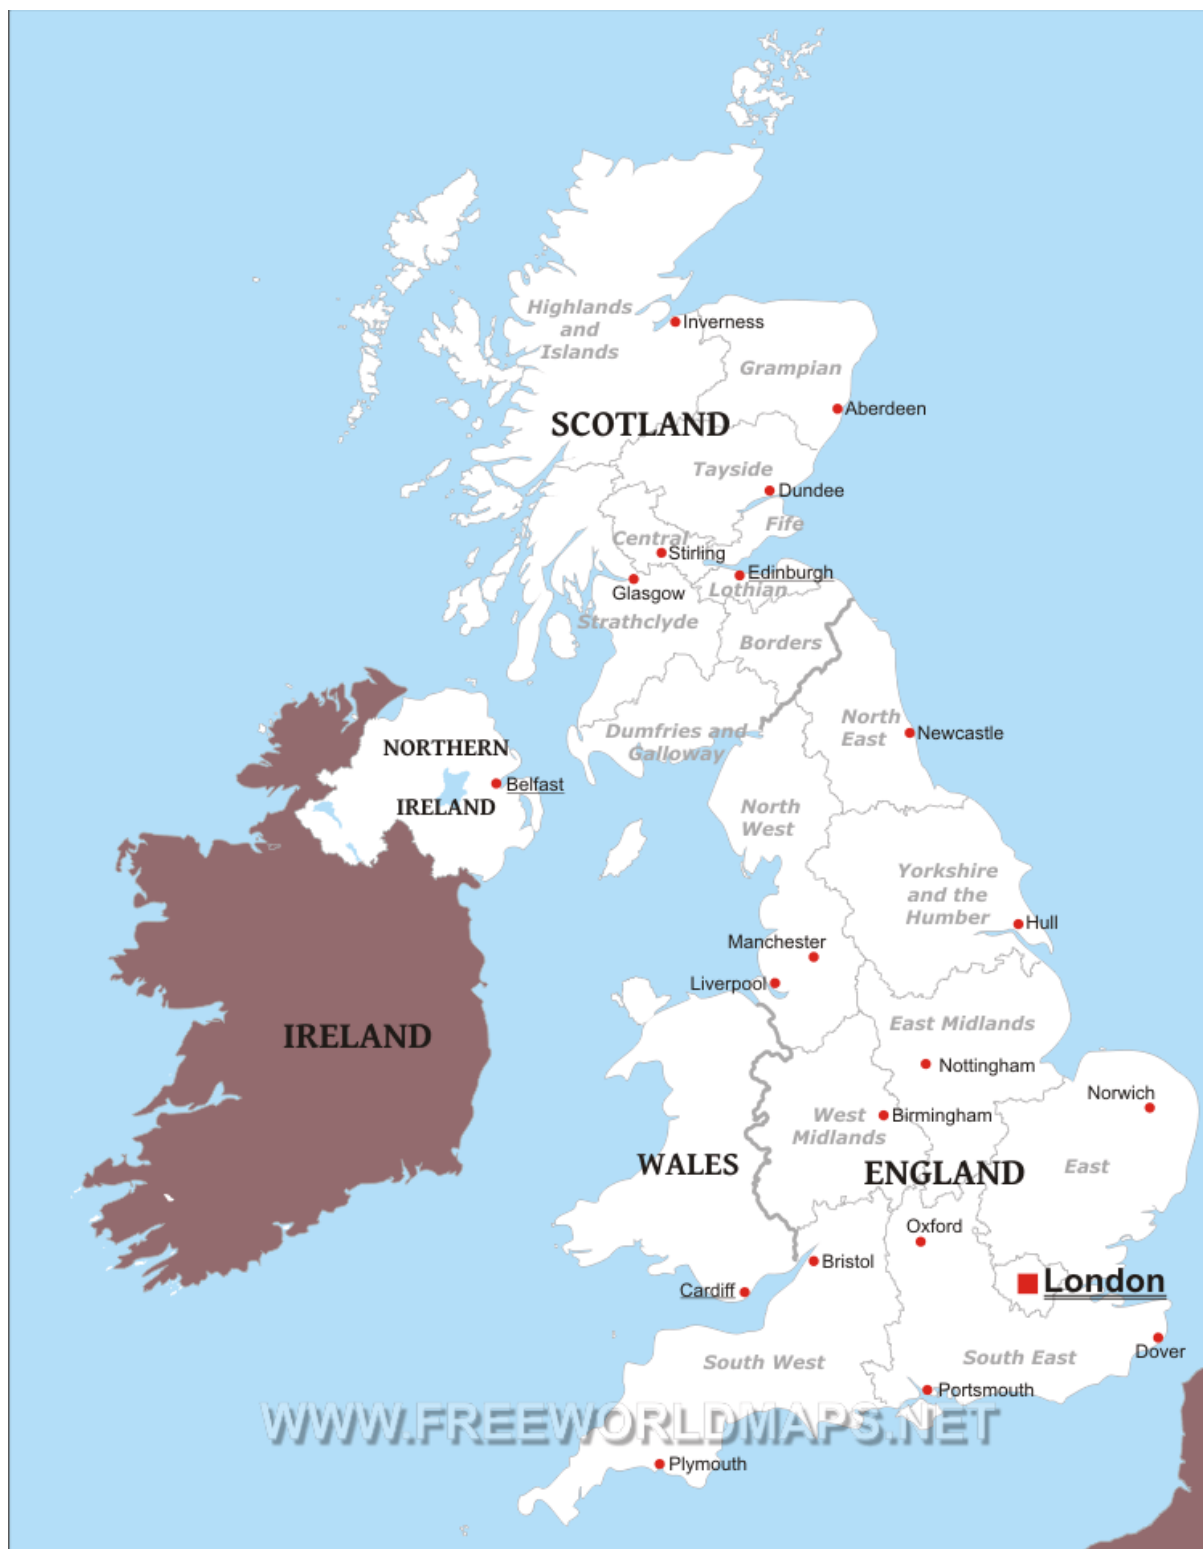 Highlands
and
Islands
Inverness
Grampian
Aberdeen
SCOTLAND
Tayside
Dundee
Fife
Central
Stirling
Edinburgh
Glasgow
Lothian
Strathclyde
Borders
Dumfries and
Galloway
North
East
Newcastle
NORTHERN
Belfast
IRELAND
North
West
Yorkshire
and the
Humber
Hull
Manchester
Liverpool
IRELAND
East Midlands
Nottingham
Norwich
West
Midlands
Birmingham
WALES
ENGLAND
East
Oxford
Bristol
Cardiff
London
Dover
South West
South East
Portsmouth
WWW.FREEWORLDMAPS.NET
Plymouth